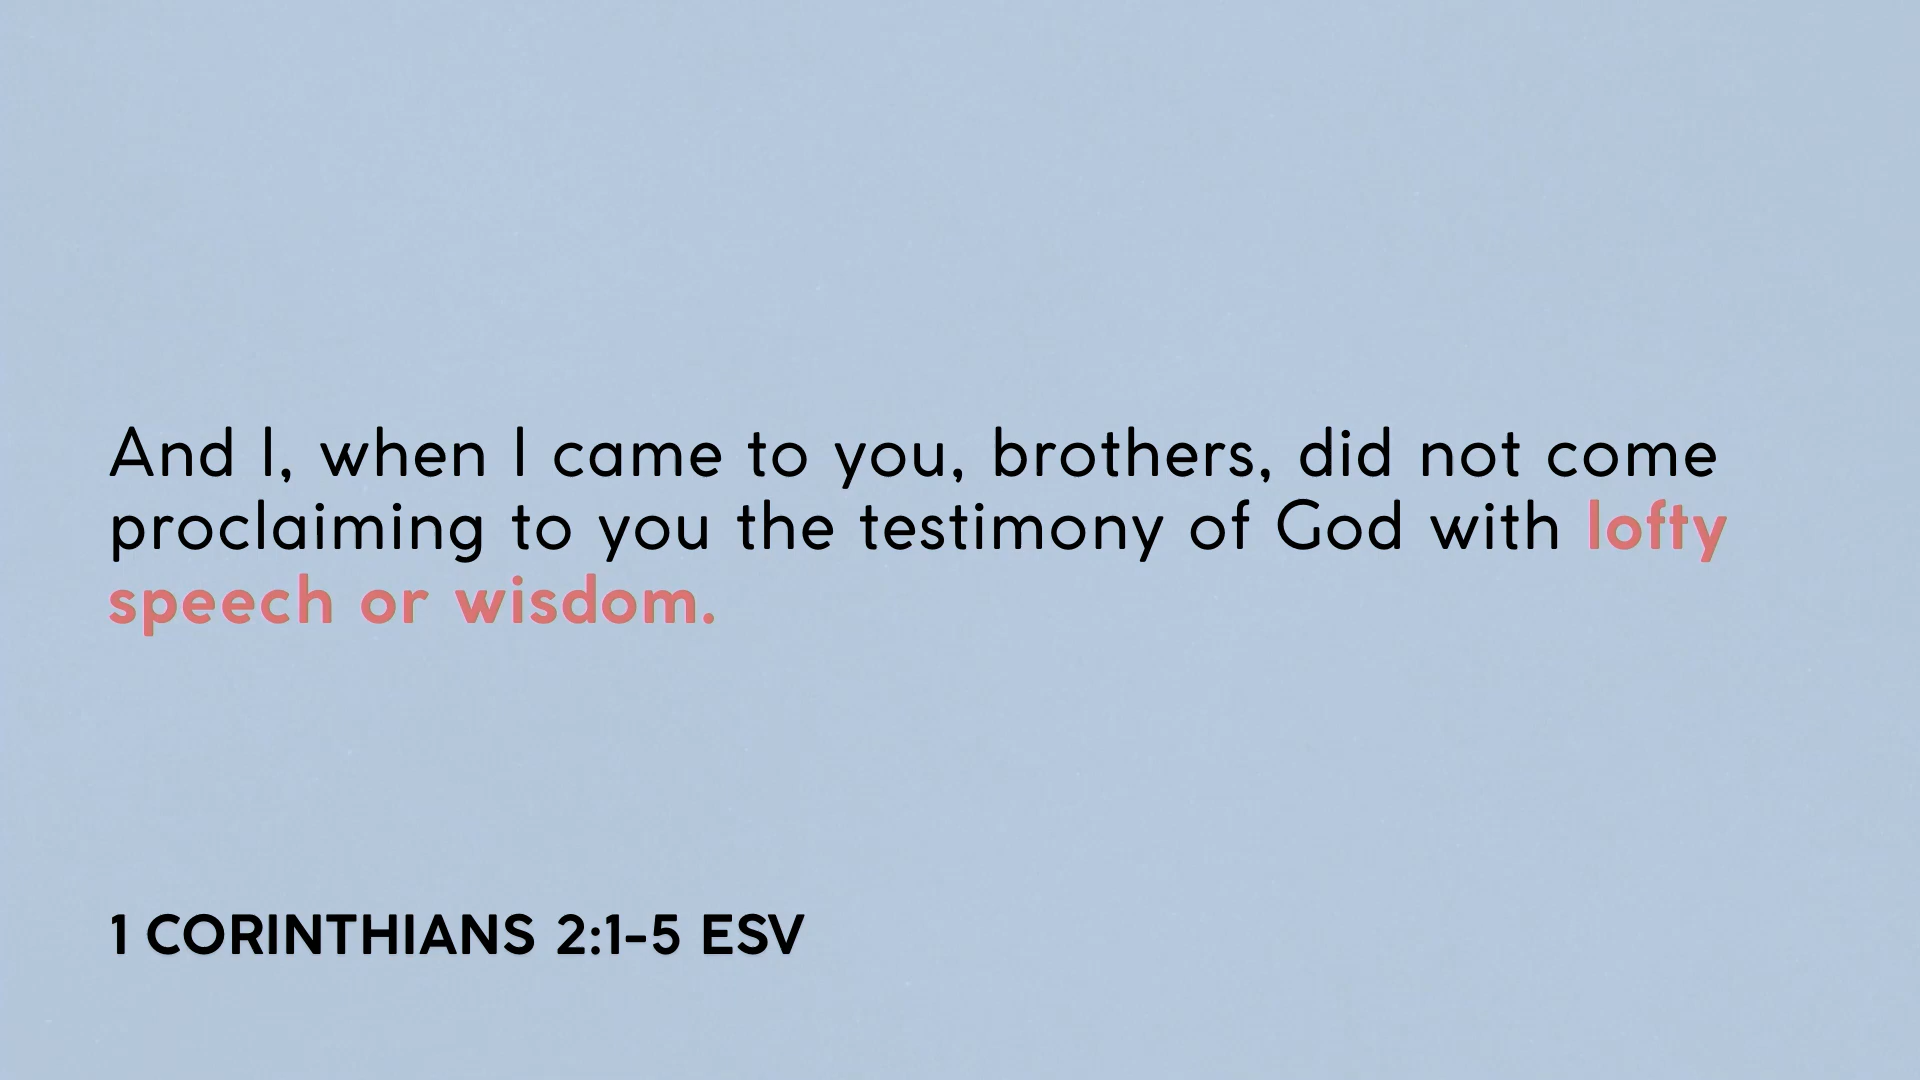 And I, when I came to you, brothers, did not come
proclaiming to you the testimony of God with lofty
speech or wisdom.
1 CORINTHIANS 2:1-5 ESV